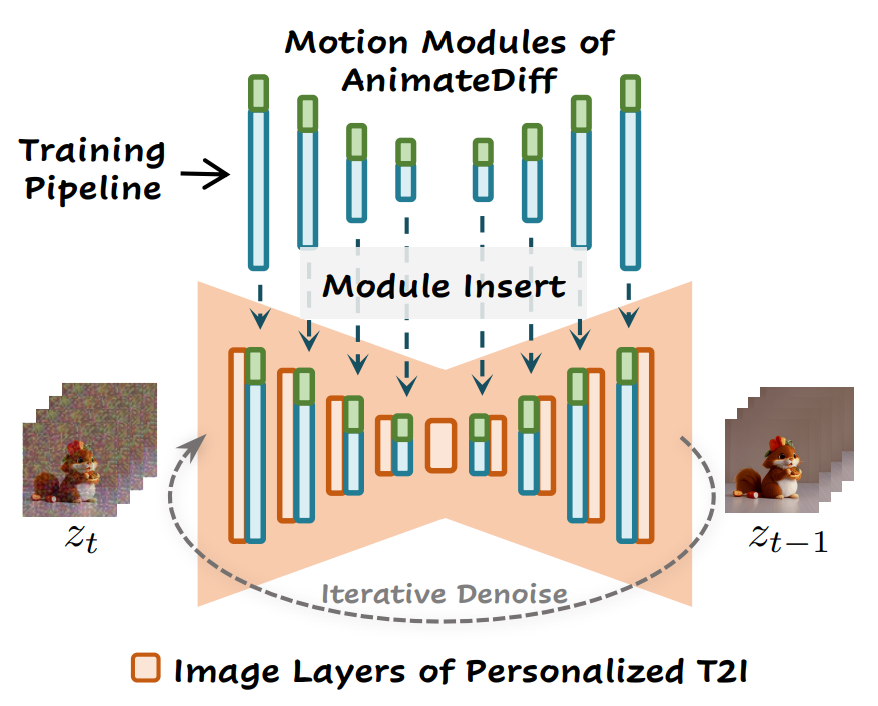 Motion Modules of
AnimateDiff
Training
Pipeline
Module Insert
z_t
z_{t-1}
Iterative Denoise
Image Layers of Personalized T2I